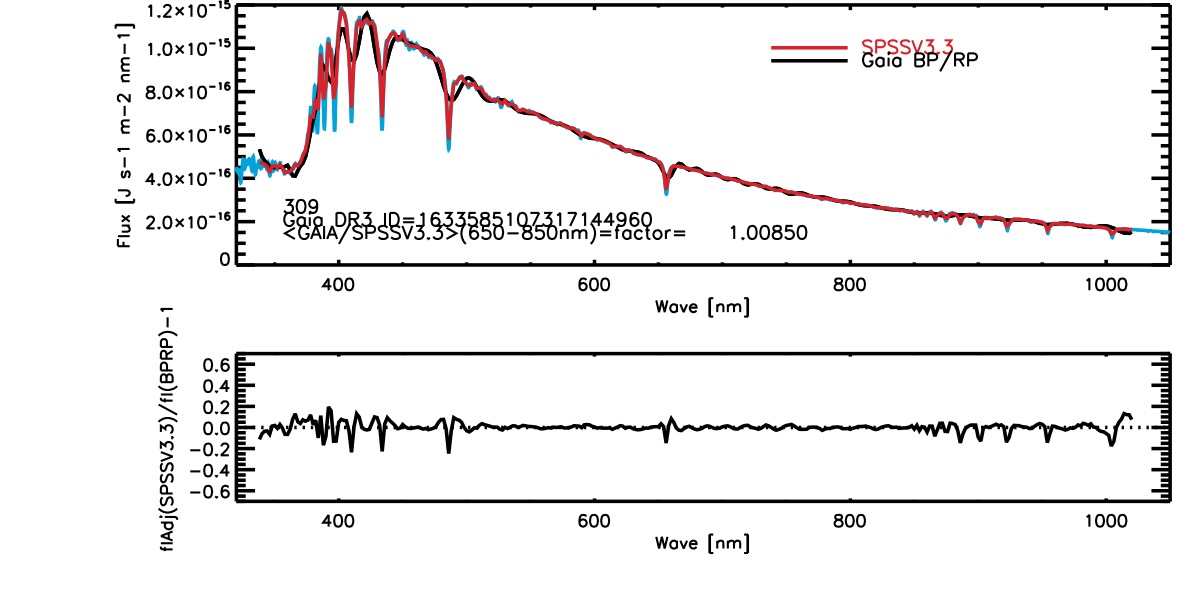 1.2×10−15
1.0×10−15
8.0×10−16
6.0×10−16
4.0×10−16
2.0×10−16
0
Flux [J s−1 m−2 nm−1]
SPSSV3.3
Gaia BP/RP
309
Gaia DR3 ID=1633585107317144960
<GAIA/SPSSV3.3>(650−850nm)=factor= 1.00850
400 600 800 1000
Wave [nm]
flAdj(SPSSV3.3)/fl(BPRP)−1
0.6
0.4
0.2
0.0
−0.2
−0.4
−0.6
400 600 800 1000
Wave [nm]